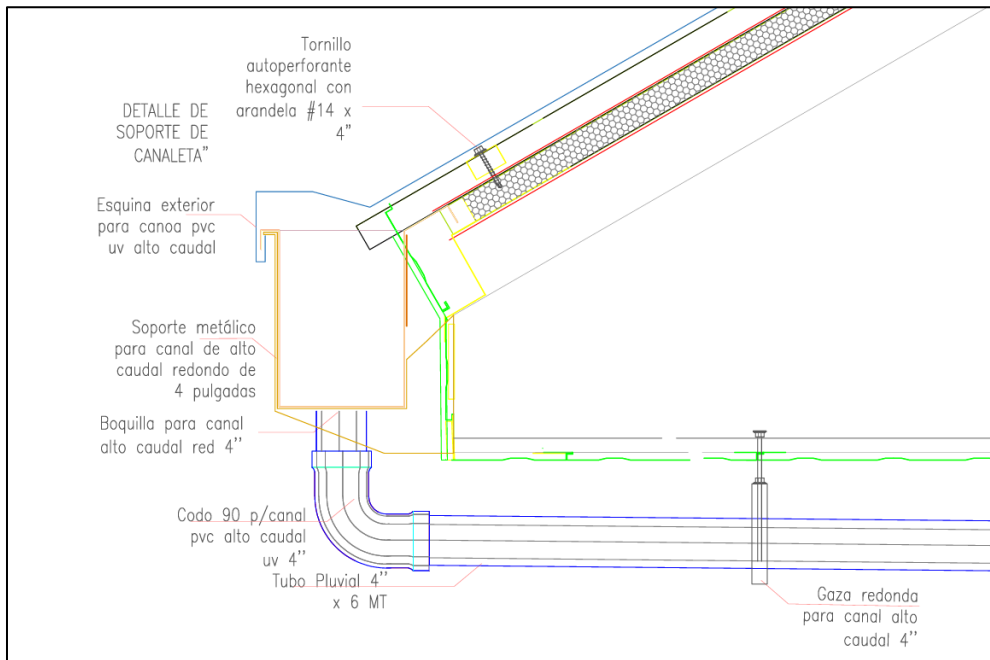 Tornillo
autoperforante
hexagonal con
arandela #14 x
4"
DETALLE DE
SOPORTE DE
CANALETA"
Esquina exterior
para canoa pvc
uv alto caudal
Soporte metálico
para canal de alto
caudal redondo de
4 pulgadas
Boquilla para canal
alto caudal red 4''
Codo 90 p/canal
pvc alto caudal
uv 4''
Tubo Pluvial 4''
x 6 MT
Gaza redonda
para canal alto
caudal 4''